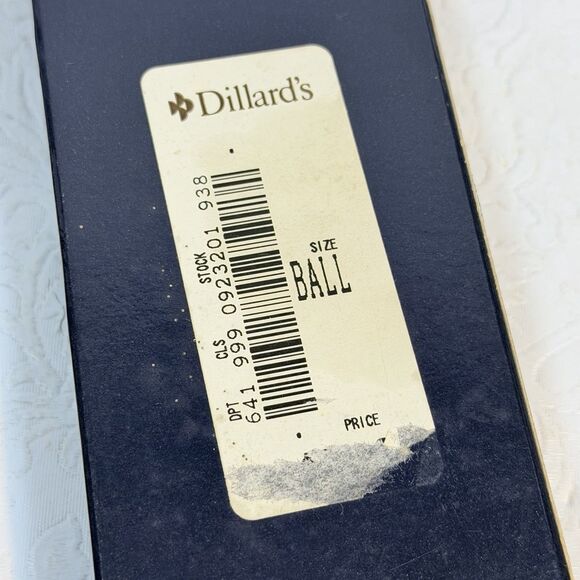 Dillard's
DPT CLS STOCK
641 999 0923201 938
SIZE
BALL
PRICE